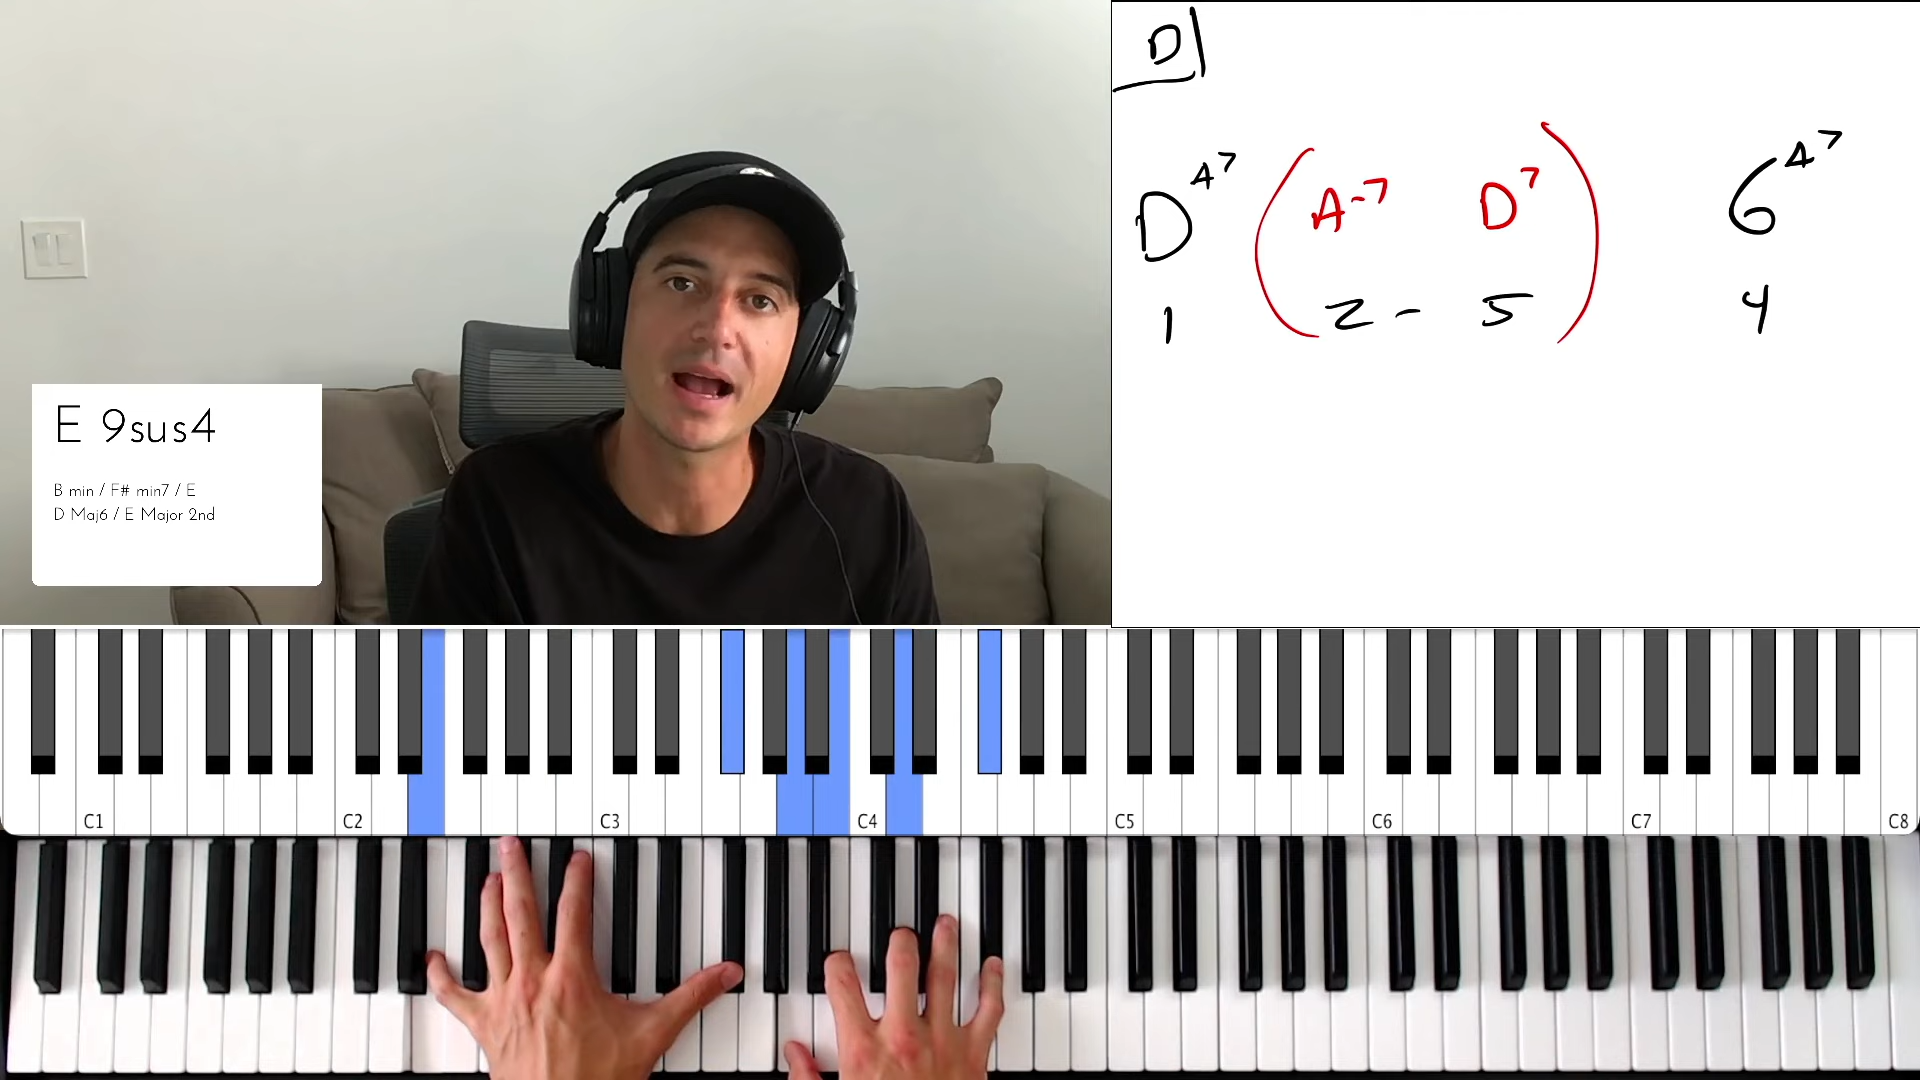 D
D Δ7 (A-7 D7) G Δ7
1 2 - 5 4
E 9sus4
B min / F# min7 / E
D Maj6 / E Major 2nd
C1 C2 C3 C4 C5 C6 C7 C8